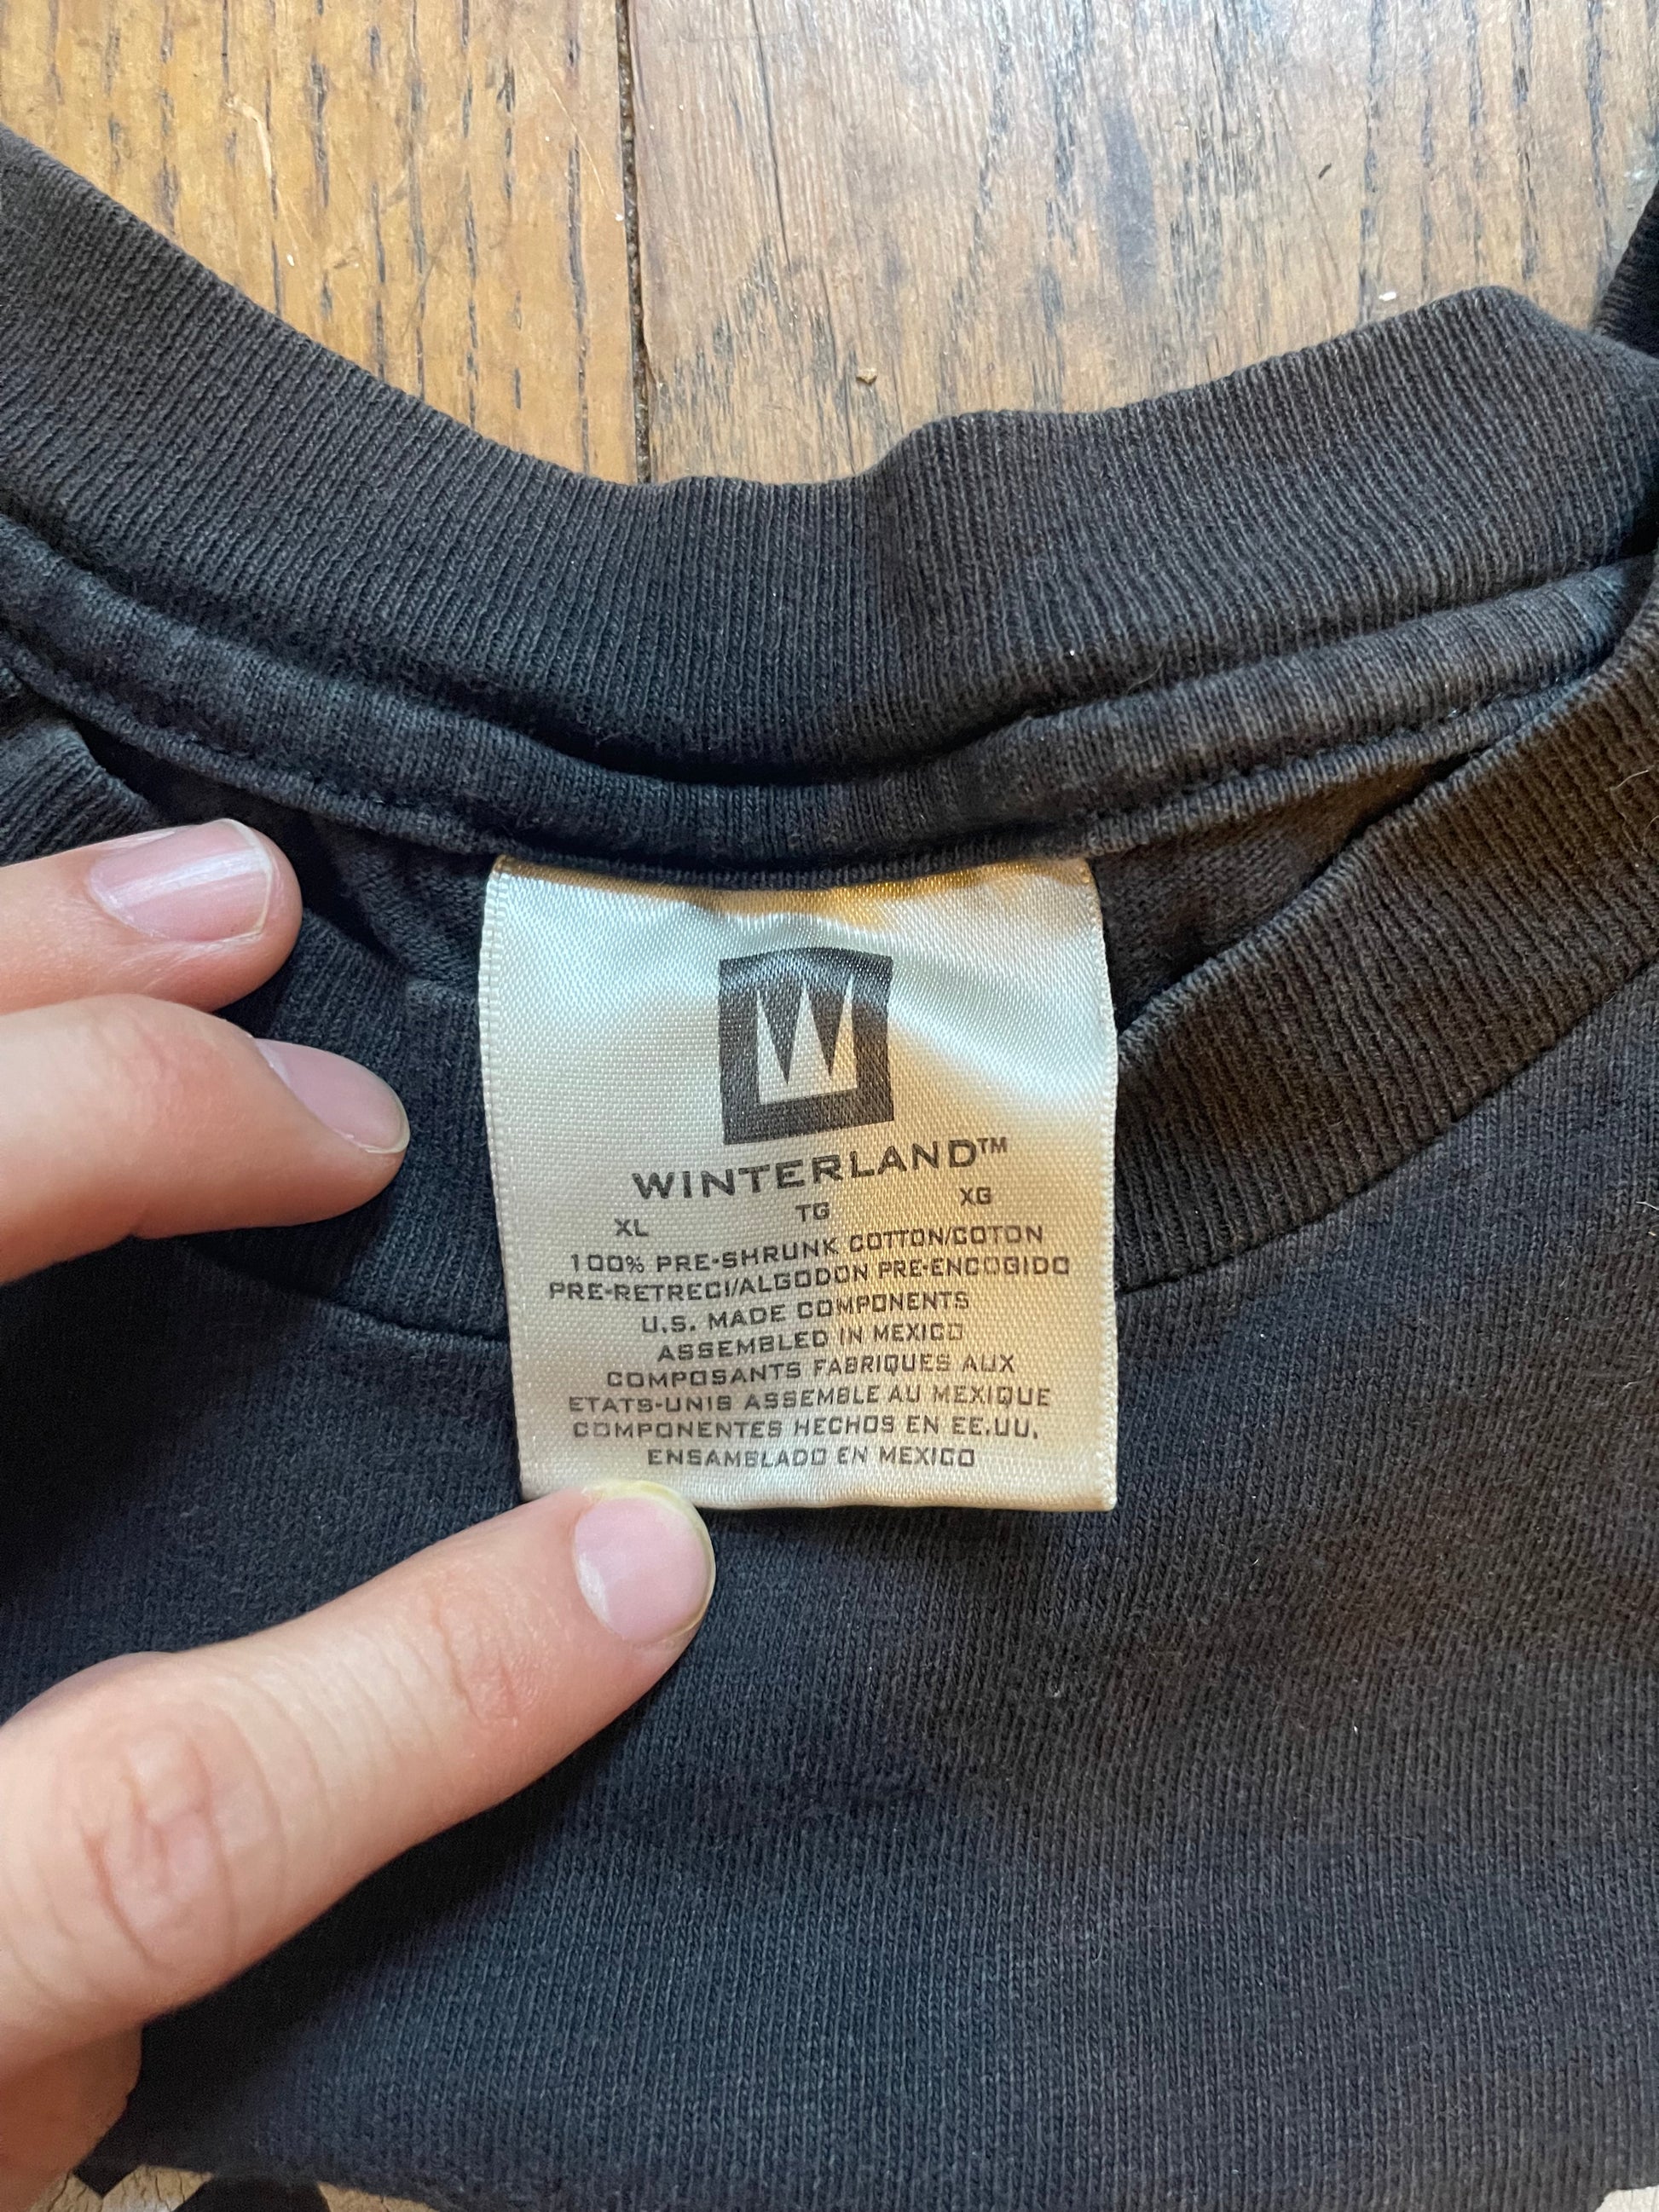 W
WINTERLAND™
XL TG XG
100% PRE-SHRUNK COTTON/COTON
PRE-RETRECI/ALGODON PRE-ENCOGIDO
U.S. MADE COMPONENTS
ASSEMBLED IN MEXICO
COMPOSANTS FABRIQUES AUX
ETATS-UNIS ASSEMBLE AU MEXIQUE
COMPONENTES HECHOS EN EE.UU.
ENSAMBLADO EN MEXICO